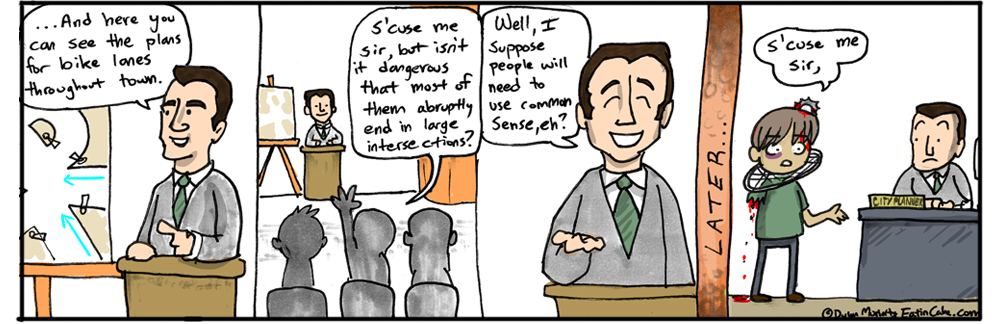 ...And here you
can see the plans
for bike lanes
throughout town.
S'cuse me
sir, but isn't
it dangerous
that most of
them abruptly
end in large
intersections?
Well, I
suppose
people will
need to
use common
sense, eh?
LATER...
S'cuse me
sir,
CITY PLANNER
EatinCake.com